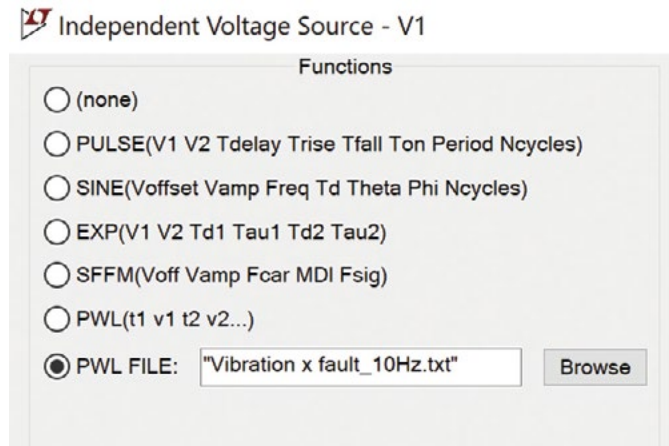 Independent Voltage Source - V1
Functions
(none)
PULSE(V1 V2 Tdelay Trise Tfall Ton Period Ncycles)
SINE(Voffset Vamp Freq Td Theta Phi Ncycles)
EXP(V1 V2 Td1 Tau1 Td2 Tau2)
SFFM(Voff Vamp Fcar MDI Fsig)
PWL(t1 v1 t2 v2...)
PWL FILE: "Vibration x fault_10Hz.txt" Browse